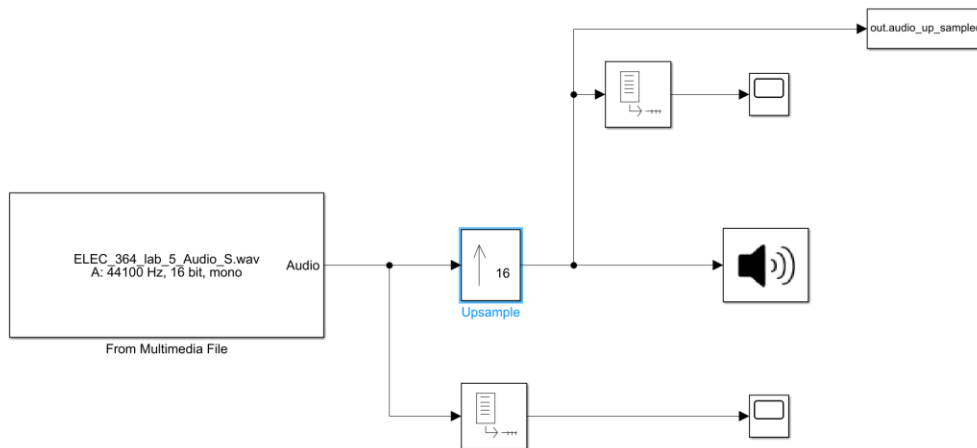 out.audio_up_sampled
ELEC_364_lab_5_Audio_S.wav
A: 44100 Hz, 16 bit, mono
Audio
16
Upsample
From Multimedia File